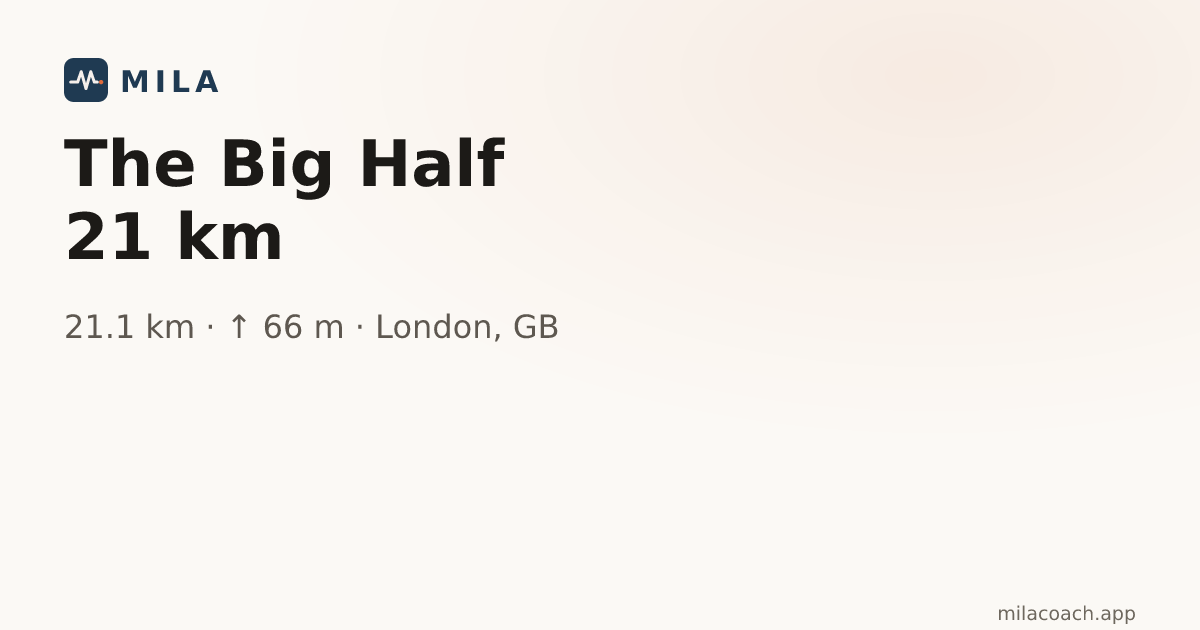 MILA
The Big Half
21 km
21.1 km · ↑ 66 m · London, GB
milacoach.app